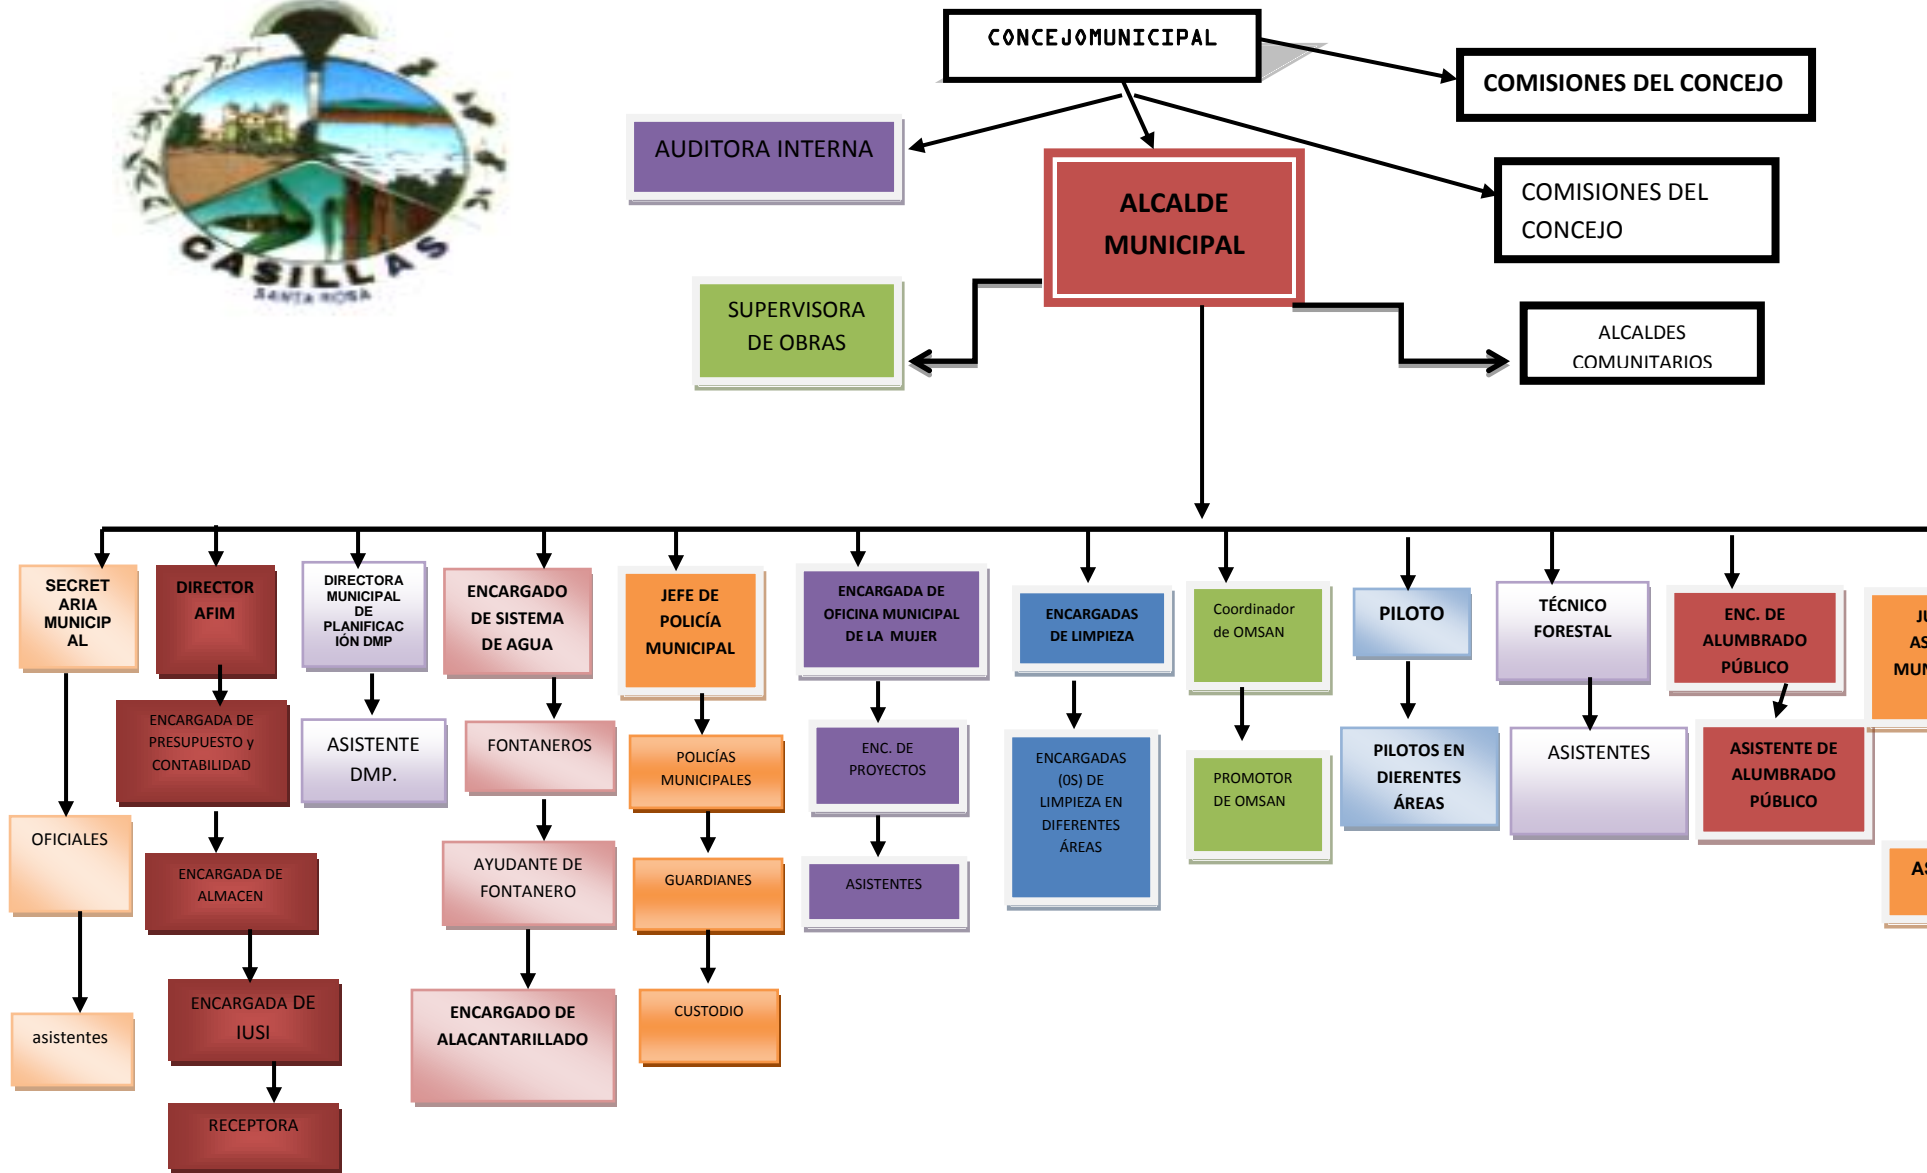 CASILLAS
SANTA ROSA
CONCEJOMUNICIPAL
COMISIONES DEL CONCEJO
AUDITORA INTERNA
ALCALDE
MUNICIPAL
COMISIONES DEL
CONCEJO
SUPERVISORA
DE OBRAS
ALCALDES
COMUNITARIOS
SECRET
ARIA
MUNICIP
AL
OFICIALES
asistentes
DIRECTOR
AFIM
ENCARGADA DE
PRESUPUESTO y
CONTABILIDAD
ENCARGADA DE
ALMACEN
ENCARGADA DE
IUSI
RECEPTORA
DIRECTORA
MUNICIPAL
DE
PLANIFICAC
IÓN DMP
ASISTENTE
DMP.
ENCARGADO
DE SISTEMA
DE AGUA
FONTANEROS
AYUDANTE DE
FONTANERO
ENCARGADO DE
ALACANTARILLADO
JEFE DE
POLICÍA
MUNICIPAL
POLICÍAS
MUNICIPALES
GUARDIANES
CUSTODIO
ENCARGADA DE
OFICINA MUNICIPAL
DE LA MUJER
ENC. DE
PROYECTOS
ASISTENTES
ENCARGADAS
DE LIMPIEZA
ENCARGADAS
(0S) DE
LIMPIEZA EN
DIFERENTES
ÁREAS
Coordinador
de OMSAN
PROMOTOR
DE OMSAN
PILOTO
PILOTOS EN
DIERENTES
ÁREAS
TÉCNICO
FORESTAL
ASISTENTES
ENC. DE
ALUMBRADO
PÚBLICO
ASISTENTE DE
ALUMBRADO
PÚBLICO